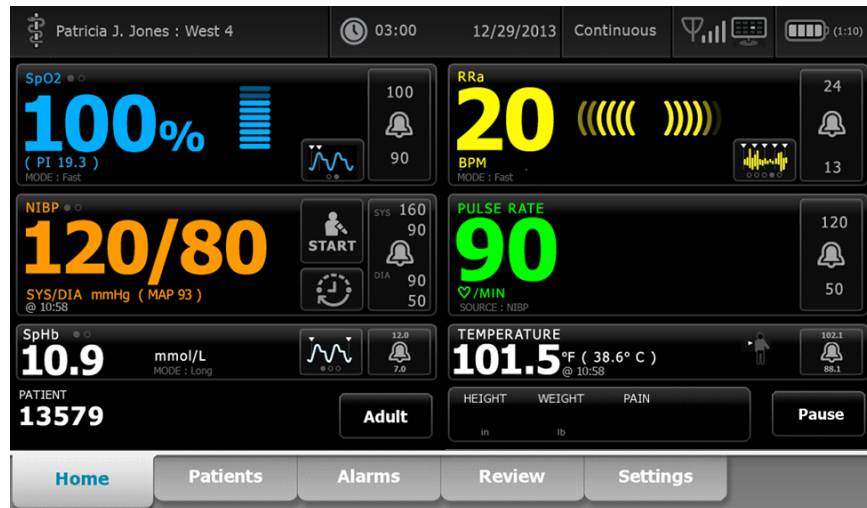 Patricia J. Jones : West 4
03:00
12/29/2013
Continuous
(1:10)
SpO2
100%
( PI 19.3 )
MODE : Fast
100
90
RRa
20
BPM
MODE : Fast
24
13
NIBP
120/80
SYS/DIA mmHg ( MAP 93 )
@ 10:58
START
SYS 160
90
DIA 90
50
PULSE RATE
90
/MIN
SOURCE : NIBP
120
50
SpHb
10.9
mmol/L
MODE : Long
12.0
7.0
TEMPERATURE
101.5 °F ( 38.6° C )
@ 10:58
102.1
88.1
PATIENT
13579
Adult
HEIGHT WEIGHT PAIN
in lb
Pause
Home Patients Alarms Review Settings